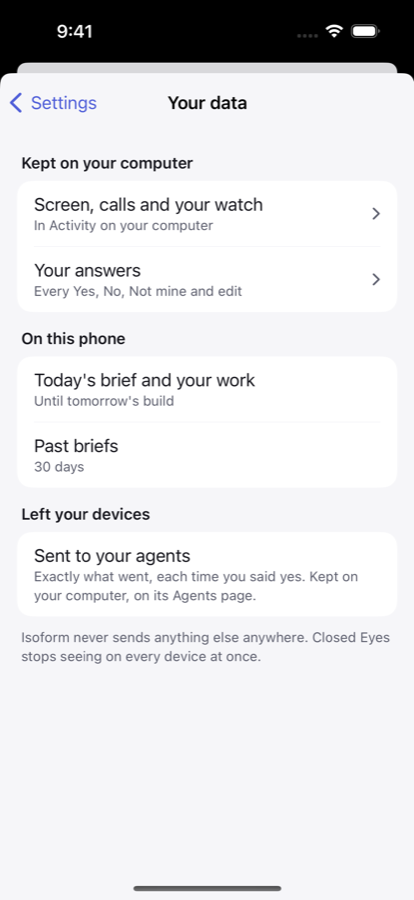 9:41
Settings
Your data
Kept on your computer
Screen, calls and your watch
In Activity on your computer
Your answers
Every Yes, No, Not mine and edit
On this phone
Today's brief and your work
Until tomorrow's build
Past briefs
30 days
Left your devices
Sent to your agents
Exactly what went, each time you said yes. Kept on
your computer, on its Agents page.
Isoform never sends anything else anywhere. Closed Eyes
stops seeing on every device at once.